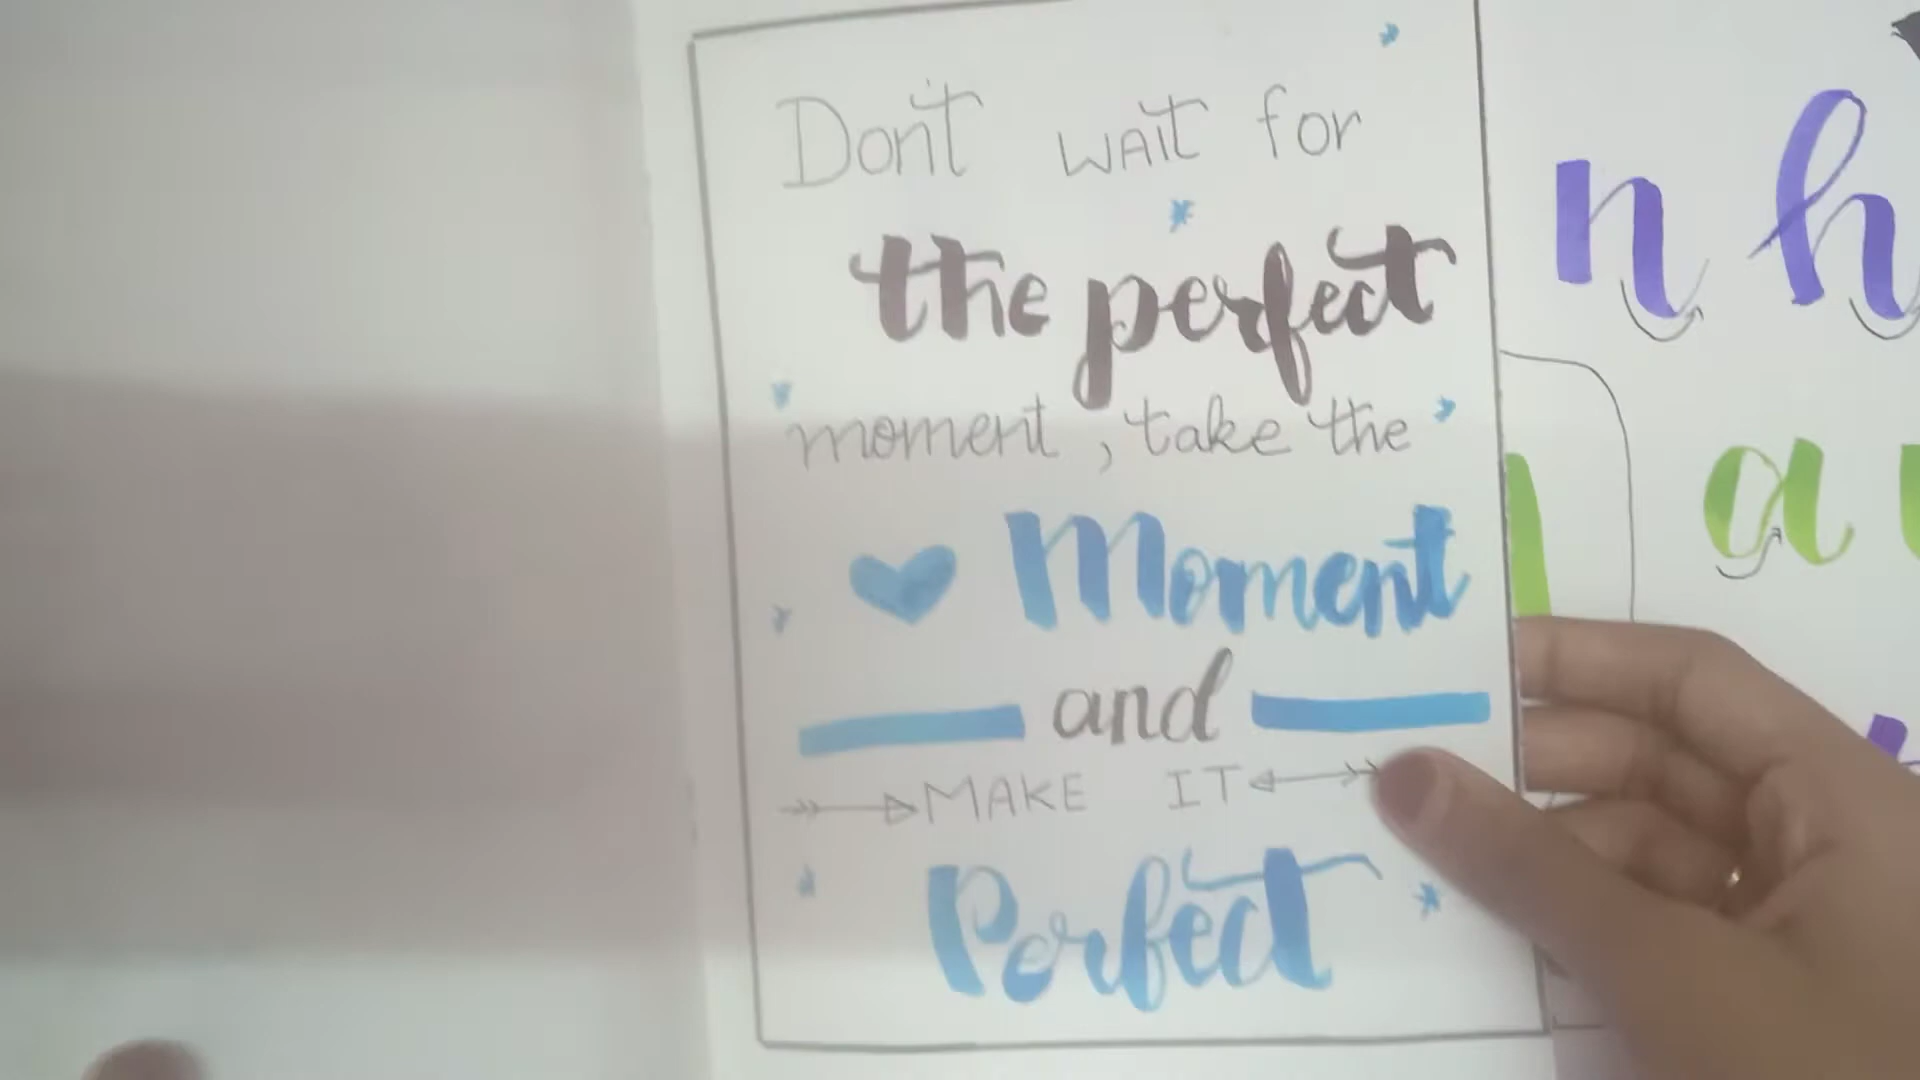 Don't wait for
the perfect
moment, take the
Moment
and
MAKE IT
Perfect
n h
a